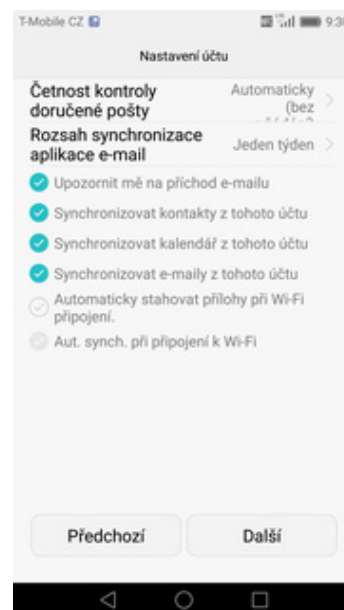 T-Mobile CZ
Nastavení účtu
Četnost kontroly
doručené pošty
Automaticky
(bez
Rozsah synchronizace
aplikace e-mail
Jeden týden
Upozornit mě na příchod e-mailu
Synchronizovat kontakty z tohoto účtu
Synchronizovat kalendář z tohoto účtu
Synchronizovat e-maily z tohoto účtu
Automaticky stahovat přílohy při Wi-Fi
připojení.
Aut. synch. při připojení k Wi-Fi
Předchozí
Další